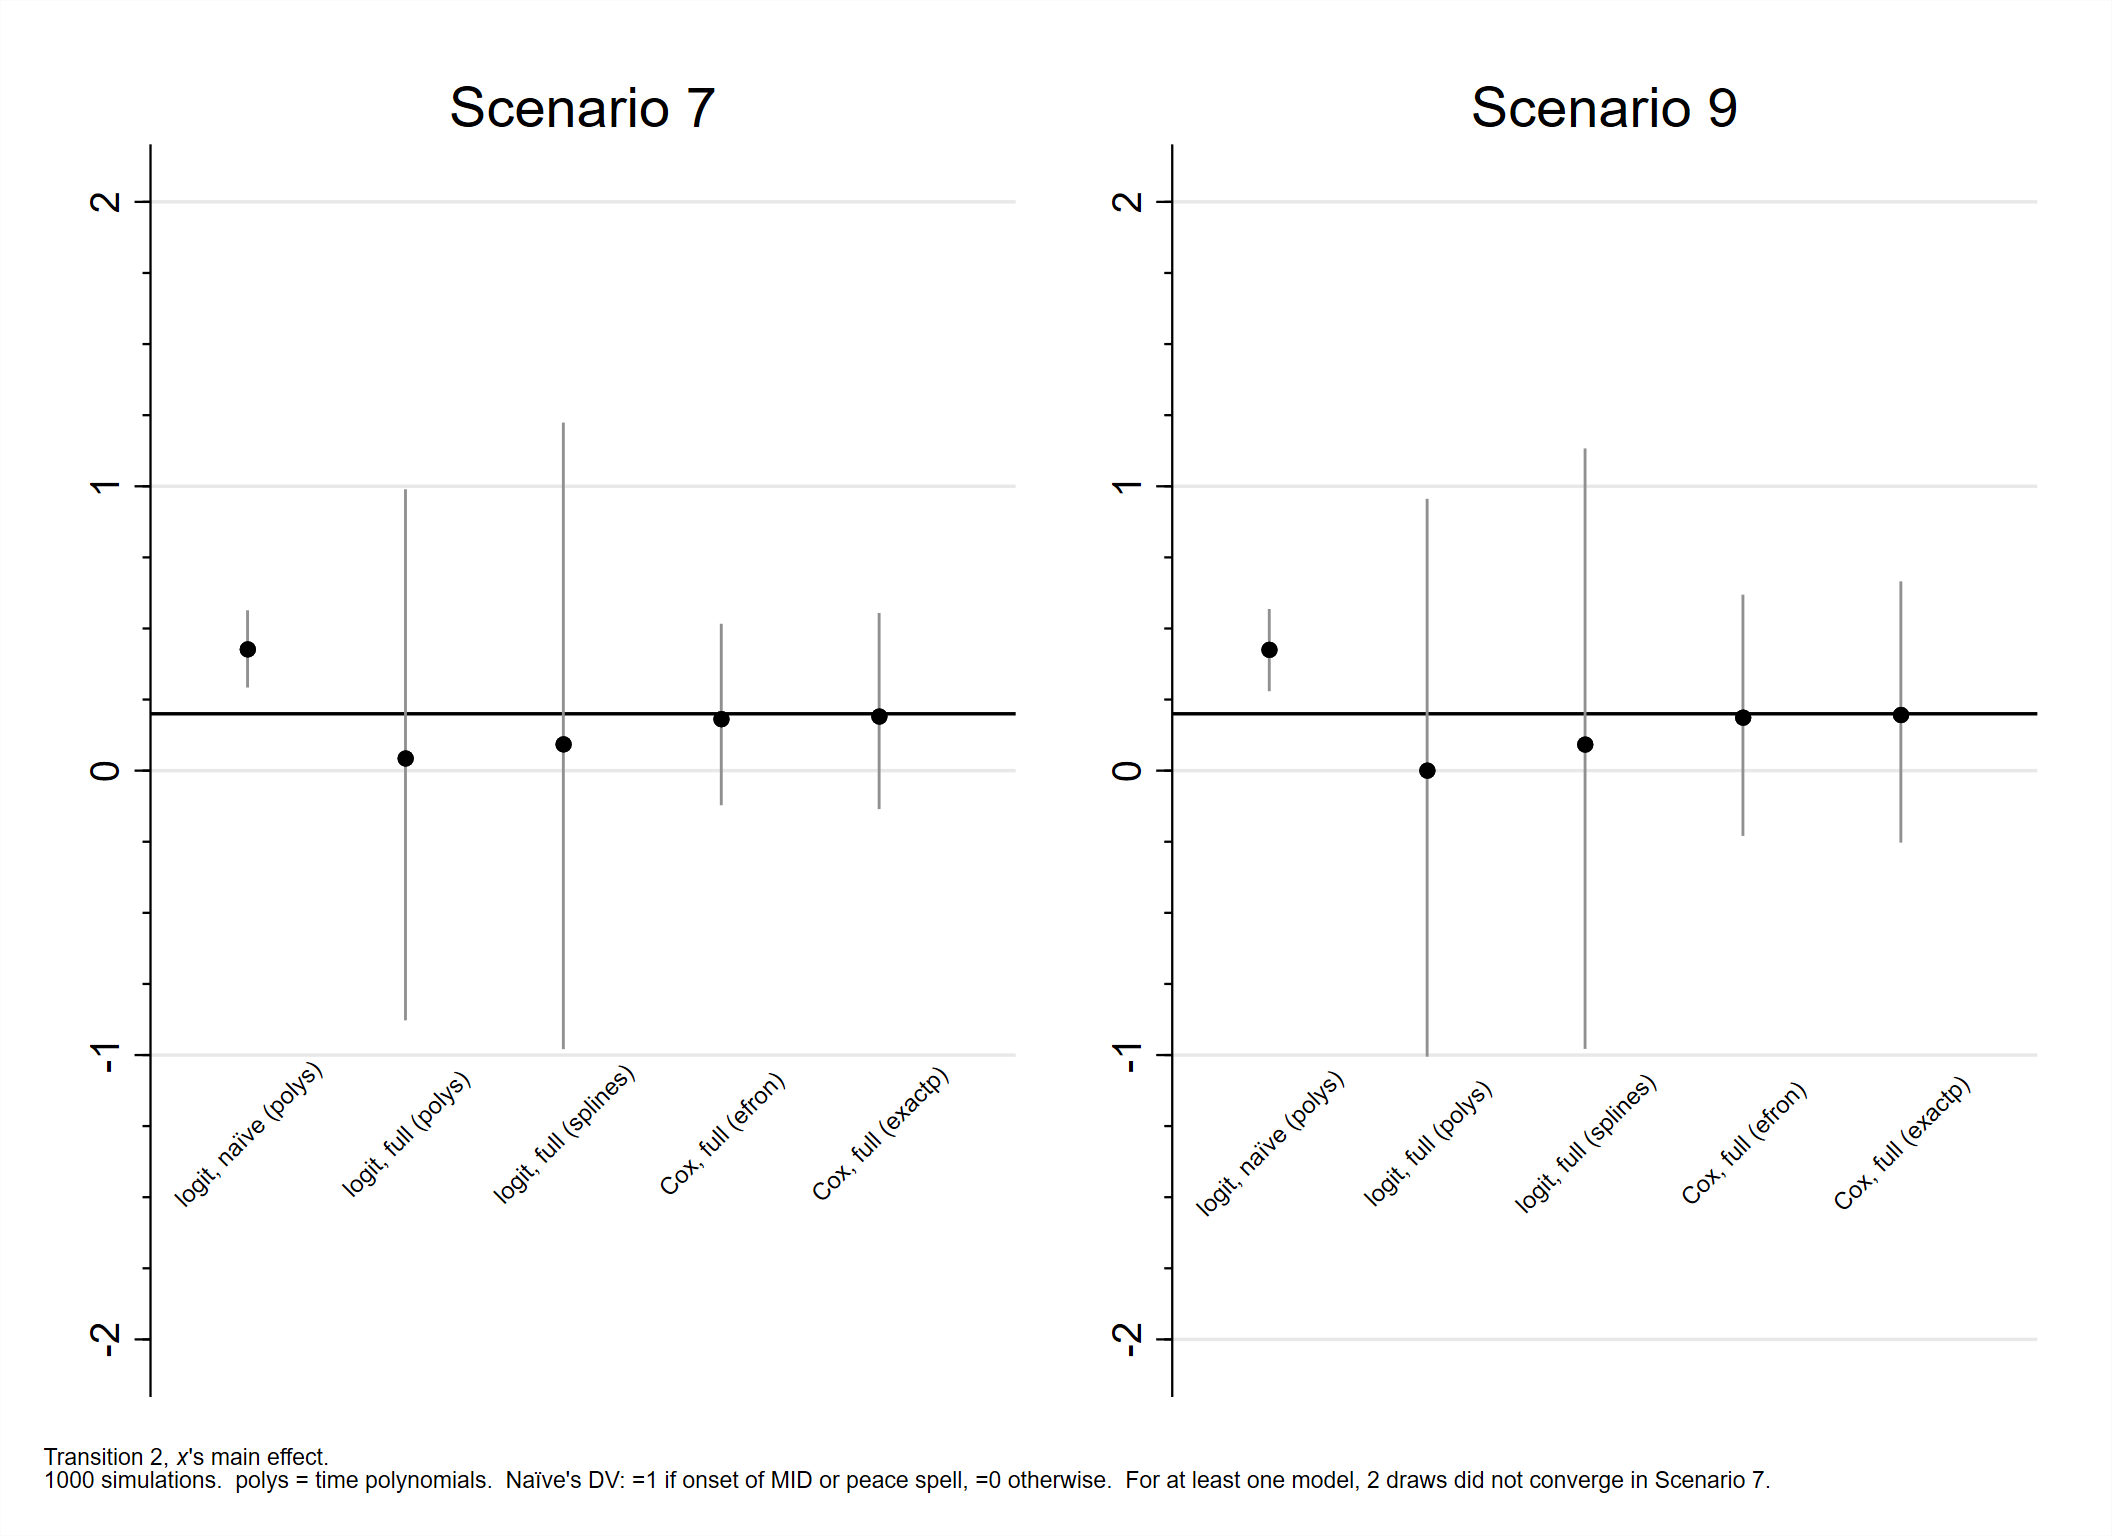 Scenario 7
2
1
0
-1
-2
logit, naïve (polys)
logit, full (polys)
logit, full (splines)
Cox, full (efron)
Cox, full (exactp)
Scenario 9
2
1
0
-1
-2
logit, naïve (polys)
logit, full (polys)
logit, full (splines)
Cox, full (efron)
Cox, full (exactp)
Transition 2, x's main effect.
1000 simulations.  polys = time polynomials.  Naïve's DV: =1 if onset of MID or peace spell, =0 otherwise.  For at least one model, 2 draws did not converge in Scenario 7.